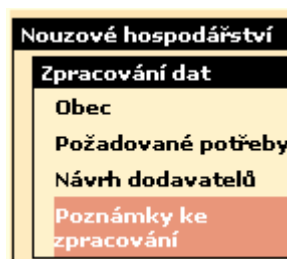 Nouzové hospodářství
Zpracování dat
Obec
Požadované potřeby
Návrh dodavatelů
Poznámky ke
zpracování